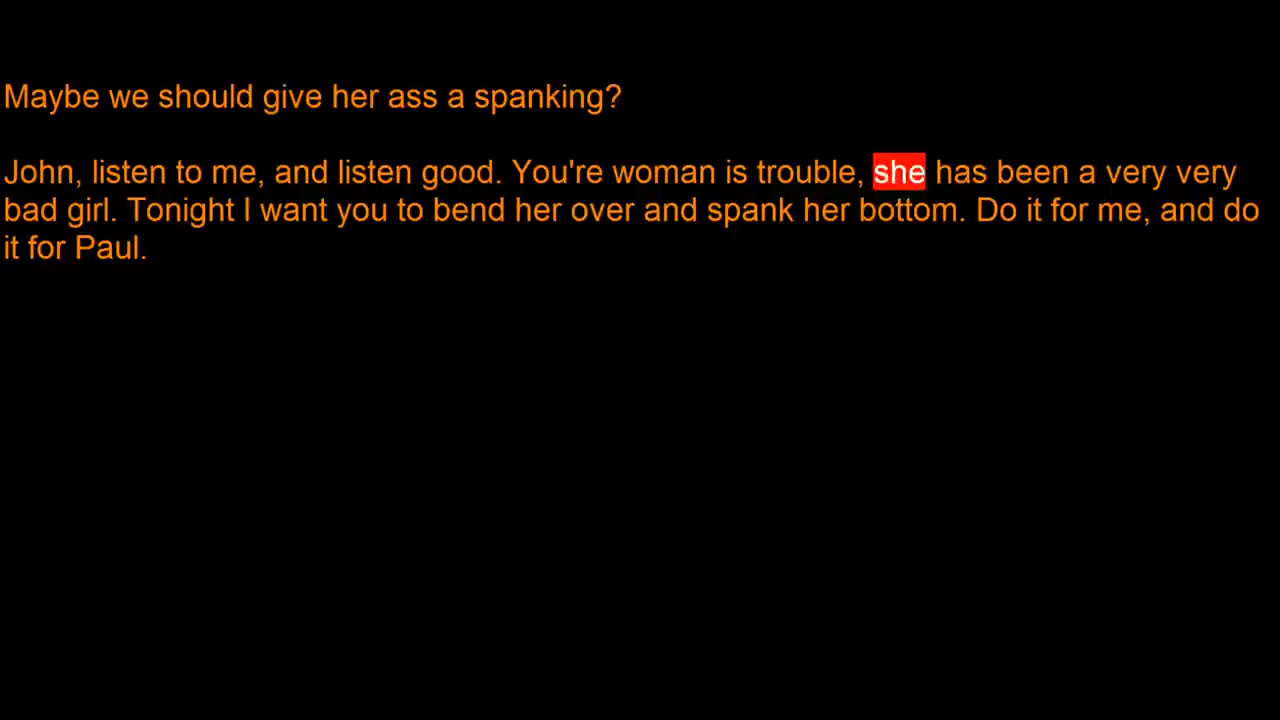 Maybe we should give her ass a spanking?
John, listen to me, and listen good. You're woman is trouble, she has been a very very
bad girl. Tonight I want you to bend her over and spank her bottom. Do it for me, and do
it for Paul.